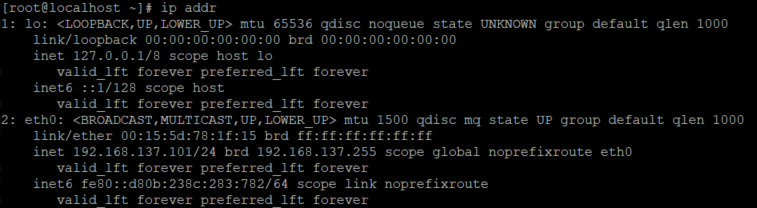 [root@localhost ~]# ip addr
1: lo: <LOOPBACK,UP,LOWER_UP> mtu 65536 qdisc noqueue state UNKNOWN group default qlen 1000
    link/loopback 00:00:00:00:00:00 brd 00:00:00:00:00:00
    inet 127.0.0.1/8 scope host lo
       valid_lft forever preferred_lft forever
    inet6 ::1/128 scope host
       valid_lft forever preferred_lft forever
2: eth0: <BROADCAST,MULTICAST,UP,LOWER_UP> mtu 1500 qdisc mq state UP group default qlen 1000
    link/ether 00:15:5d:78:1f:15 brd ff:ff:ff:ff:ff:ff
    inet 192.168.137.101/24 brd 192.168.137.255 scope global noprefixroute eth0
       valid_lft forever preferred_lft forever
    inet6 fe80::d80b:238c:283:782/64 scope link noprefixroute
       valid_lft forever preferred_lft forever